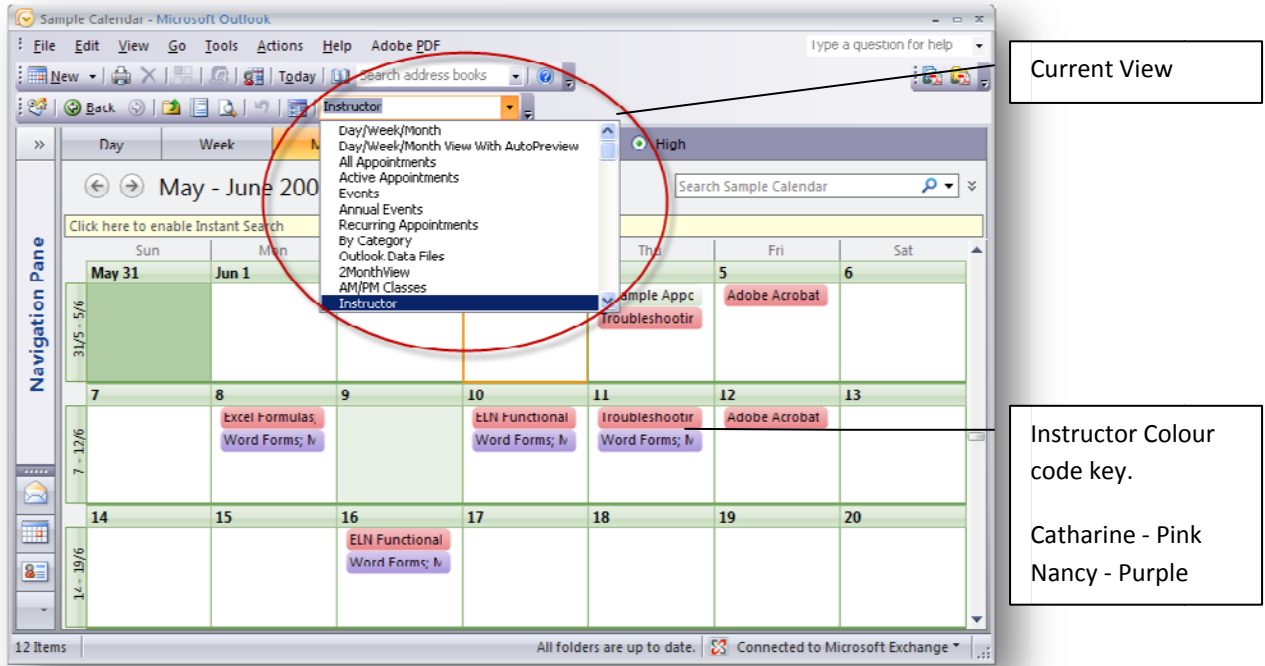 Sample Calendar - Microsoft Outlook
File Edit View Go Tools Actions Help Adobe PDF Type a question for help
New Today Search address books
Back Instructor
Current View
Day Week M High
May - June 200 Search Sample Calendar
Click here to enable Instant Search
Day/Week/Month
Day/Week/Month View With AutoPreview
All Appointments
Active Appointments
Events
Annual Events
Recurring Appointments
By Category
Outlook Data Files
2MonthView
AM/PM Classes
Instructor
Navigation Pane
Sun Mon Thu Fri Sat
May 31 Jun 1 5 6
31/5 - 5/6
ample Appc Adobe Acrobat
Troubleshootir
7 8 9 10 11 12 13
7 - 12/6
Excel Formulas, ELN Functional Troubleshootir Adobe Acrobat
Word Forms; M Word Forms; M Word Forms; M
14 15 16 17 18 19 20
14 - 19/6
ELN Functional
Word Forms; M
Instructor Colour
code key.
Catharine - Pink
Nancy - Purple
12 Items All folders are up to date. Connected to Microsoft Exchange